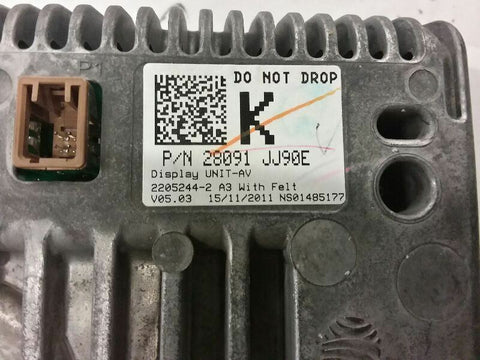 DO NOT DROP
K
P/N 28091 JJ90E
Display UNIT-AV
2205244-2 A3 With Felt
V05.03 15/11/2011 NS01485177